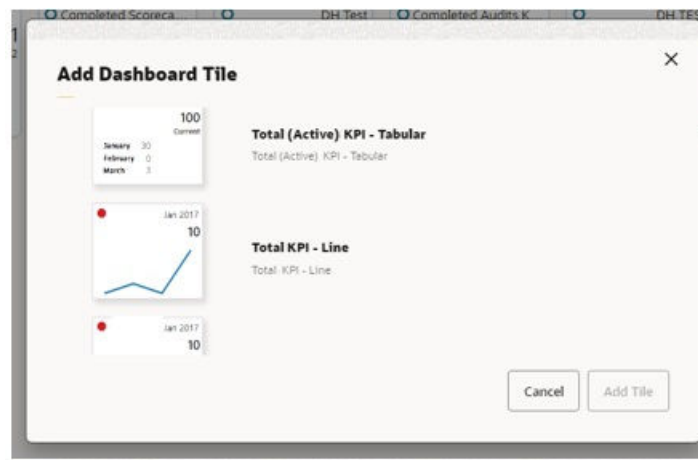 Completed Scoreca...
DH Test
Completed Audits K...
DH TES
1
2
Add Dashboard Tile
100
Current
January 30
February 0
March 3
Total (Active) KPI - Tabular
Total (Active) KPI - Tabular
Jan 2017
10
Total KPI - Line
Total KPI - Line
Jan 2017
10
Cancel
Add Tile